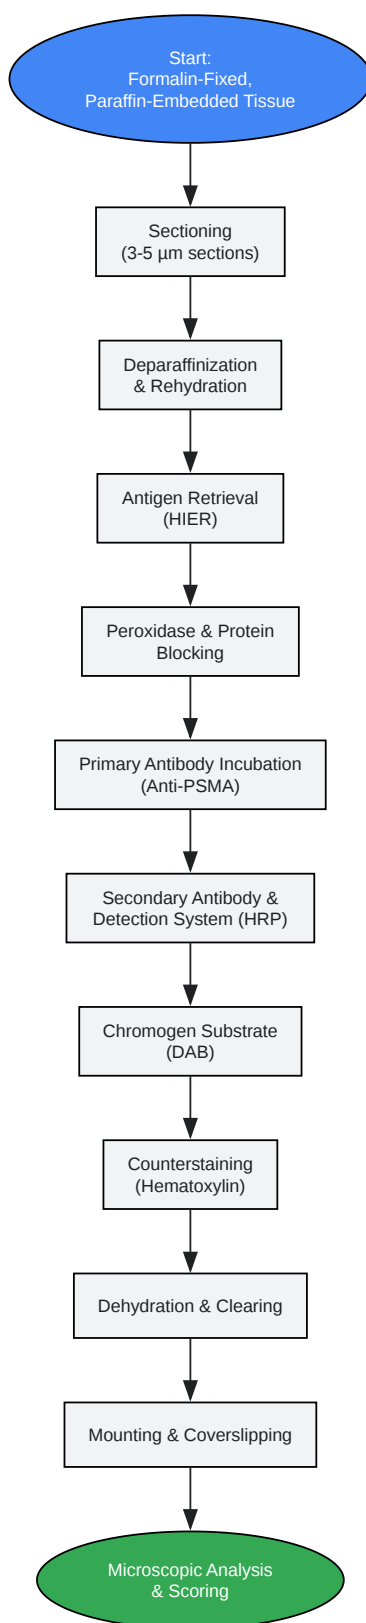 Start:
Formalin-Fixed,
Paraffin-Embedded Tissue
Sectioning
(3-5 µm sections)
Deparaffinization
& Rehydration
Antigen Retrieval
(HIER)
Peroxidase & Protein
Blocking
Primary Antibody Incubation
(Anti-PSMA)
Secondary Antibody &
Detection System (HRP)
Chromogen Substrate
(DAB)
Counterstaining
(Hematoxylin)
Dehydration & Clearing
Mounting & Coverslipping
Microscopic Analysis
& Scoring